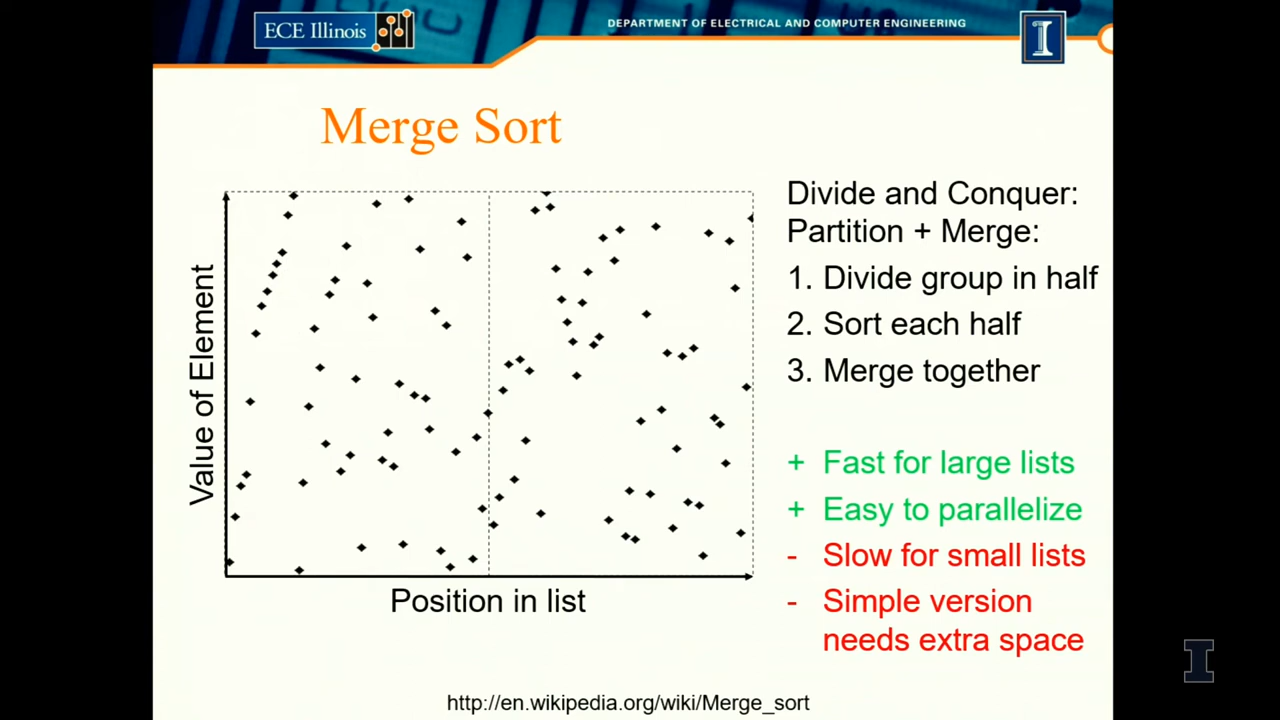 ECE Illinois
DEPARTMENT OF ELECTRICAL AND COMPUTER ENGINEERING
I
Merge Sort
Value of Element
Position in list
Divide and Conquer:
Partition + Merge:
1. Divide group in half
2. Sort each half
3. Merge together
+ Fast for large lists
+ Easy to parallelize
- Slow for small lists
- Simple version
needs extra space
http://en.wikipedia.org/wiki/Merge_sort
I